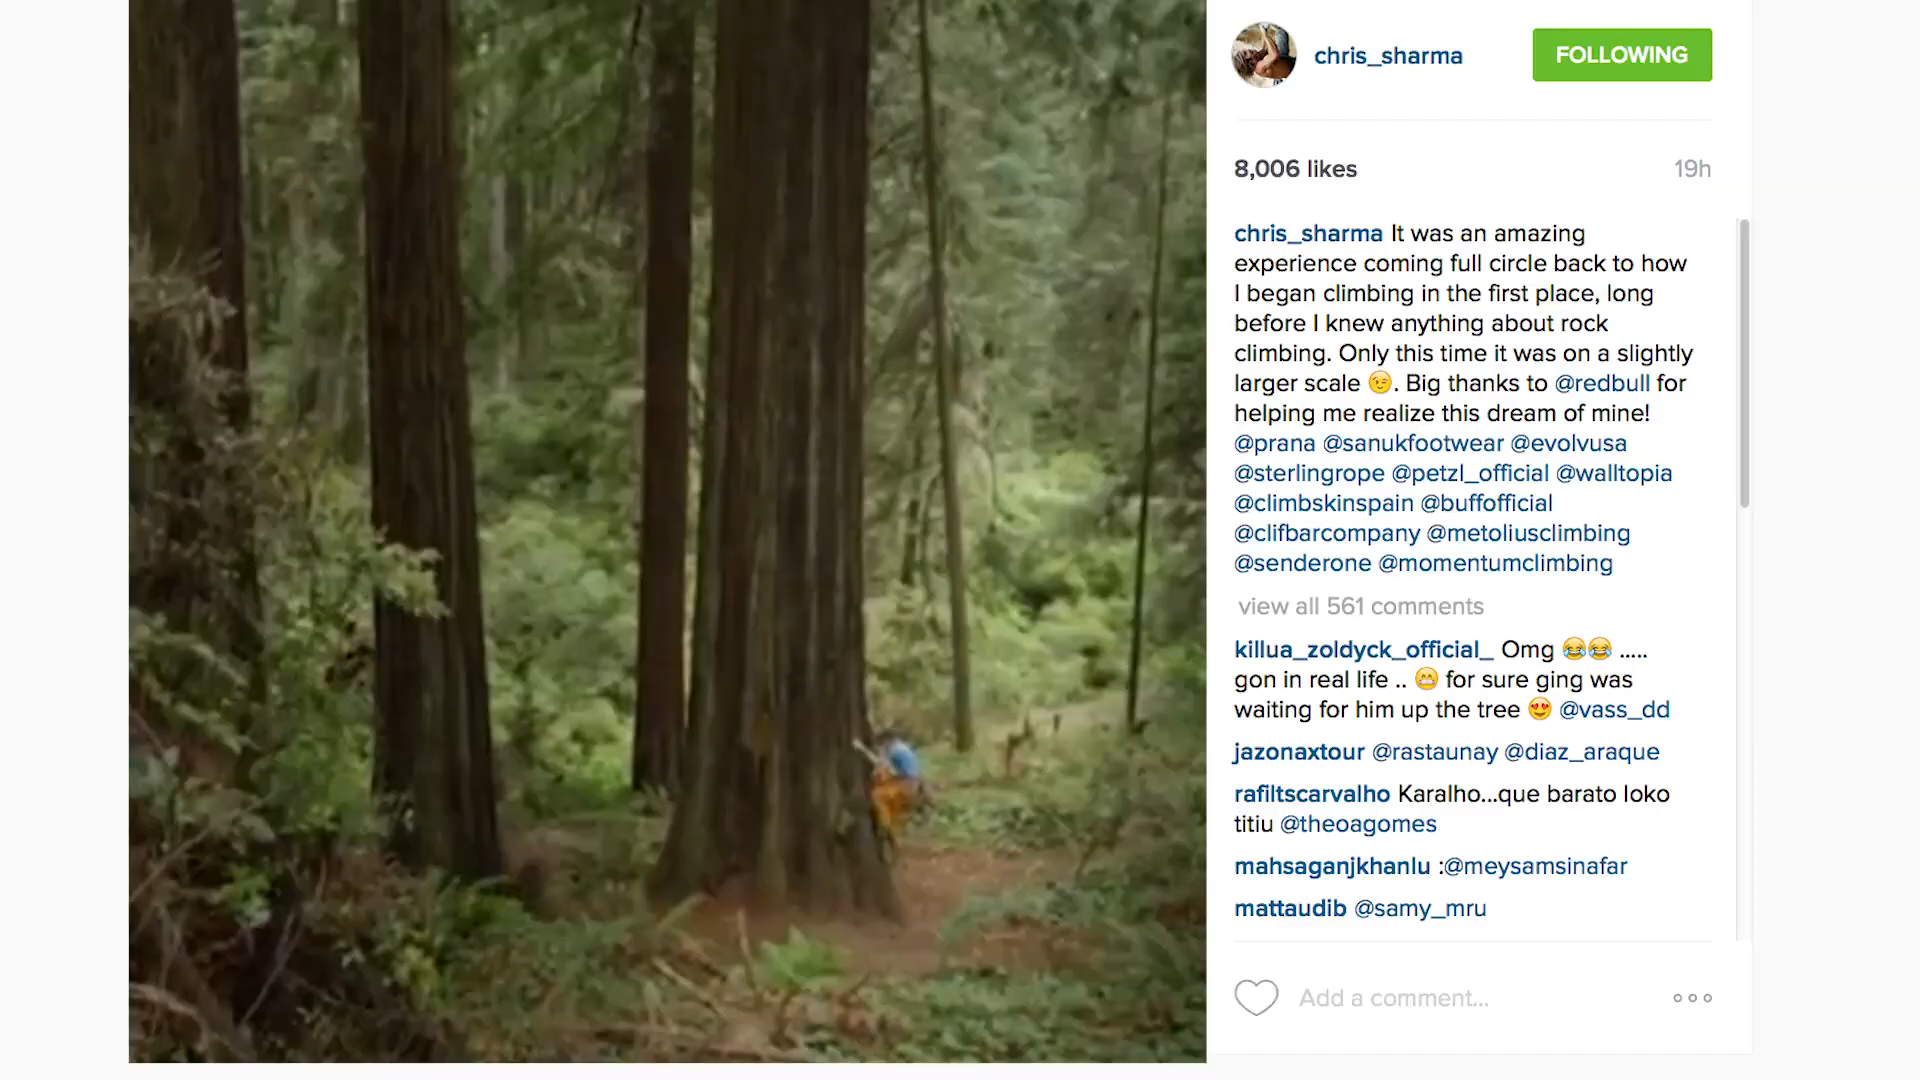 chris_sharma
FOLLOWING
8,006 likes
19h
chris_sharma It was an amazing
experience coming full circle back to how
I began climbing in the first place, long
before I knew anything about rock
climbing. Only this time it was on a slightly
larger scale 😉. Big thanks to @redbull for
helping me realize this dream of mine!
@prana @sanukfootwear @evolvusa
@sterlingrope @petzl_official @walltopia
@climbskinspain @buffofficial
@clifbarcompany @metoliusclimbing
@senderone @momentumclimbing
view all 561 comments
killua_zoldyck_official_ Omg 😂😂 .....
gon in real life .. 😁 for sure ging was
waiting for him up the tree 😍 @vass_dd
jazonaxtour @rastaunay @diaz_araque
rafiltscarvalho Karalho...que barato loko
titiu @theoagomes
mahsaganjkhanlu :@meysamsinafar
mattaudib @samy_mru
Add a comment...